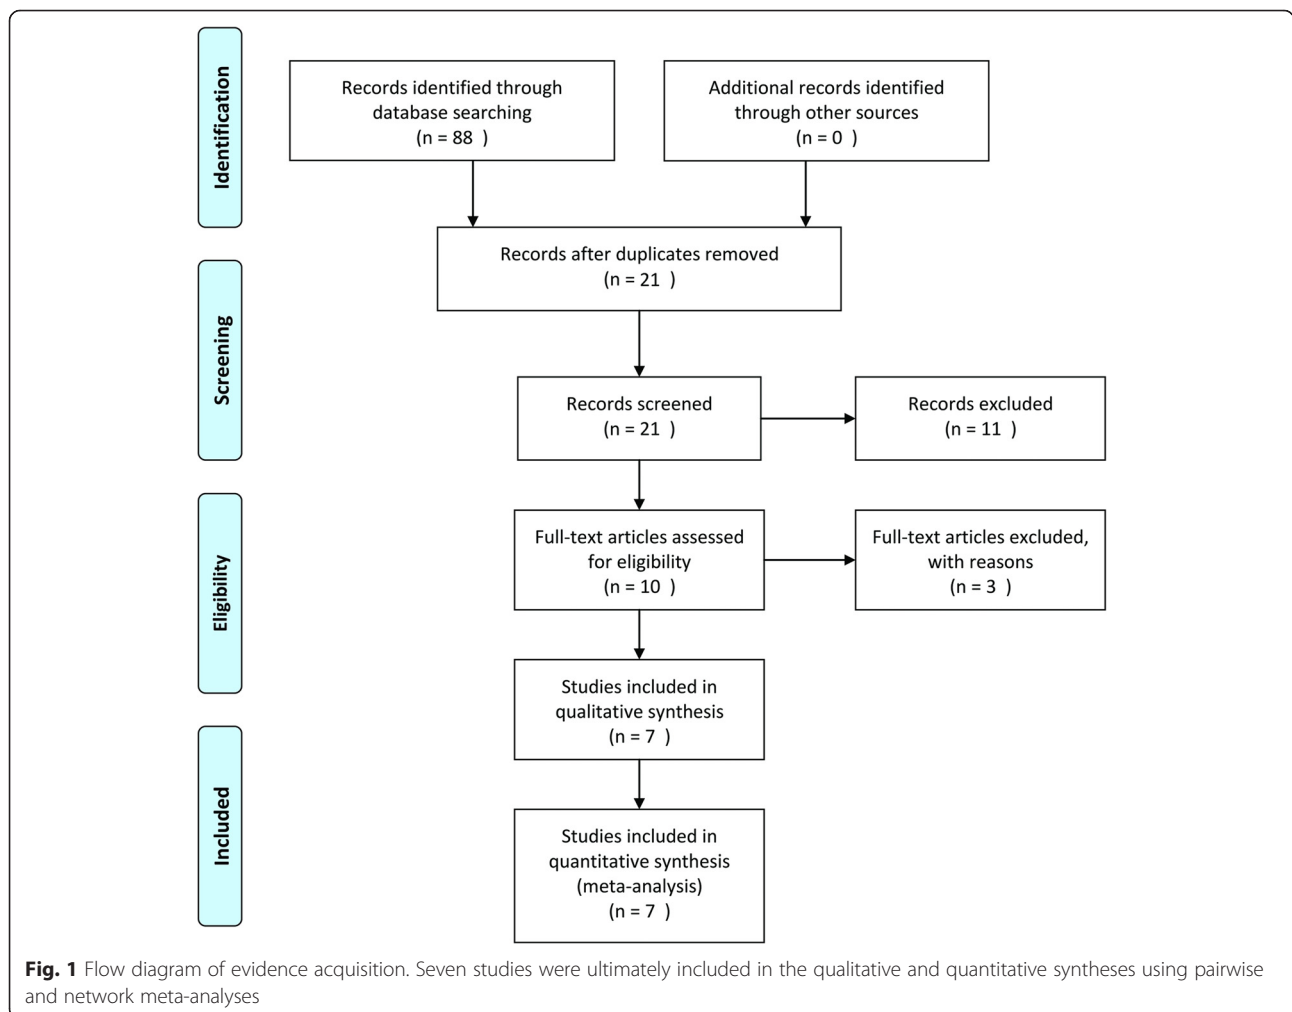 Identification
Records identified through
database searching
(n = 88  )
Additional records identified
through other sources
(n = 0  )
Records after duplicates removed
(n = 21  )
Screening
Records screened
(n = 21  )
Records excluded
(n = 11  )
Eligibility
Full-text articles assessed
for eligibility
(n = 10  )
Full-text articles excluded,
with reasons
(n = 3  )
Studies included in
qualitative synthesis
(n = 7  )
Included
Studies included in
quantitative synthesis
(meta-analysis)
(n = 7  )
Fig. 1 Flow diagram of evidence acquisition. Seven studies were ultimately included in the qualitative and quantitative syntheses using pairwise
and network meta-analyses